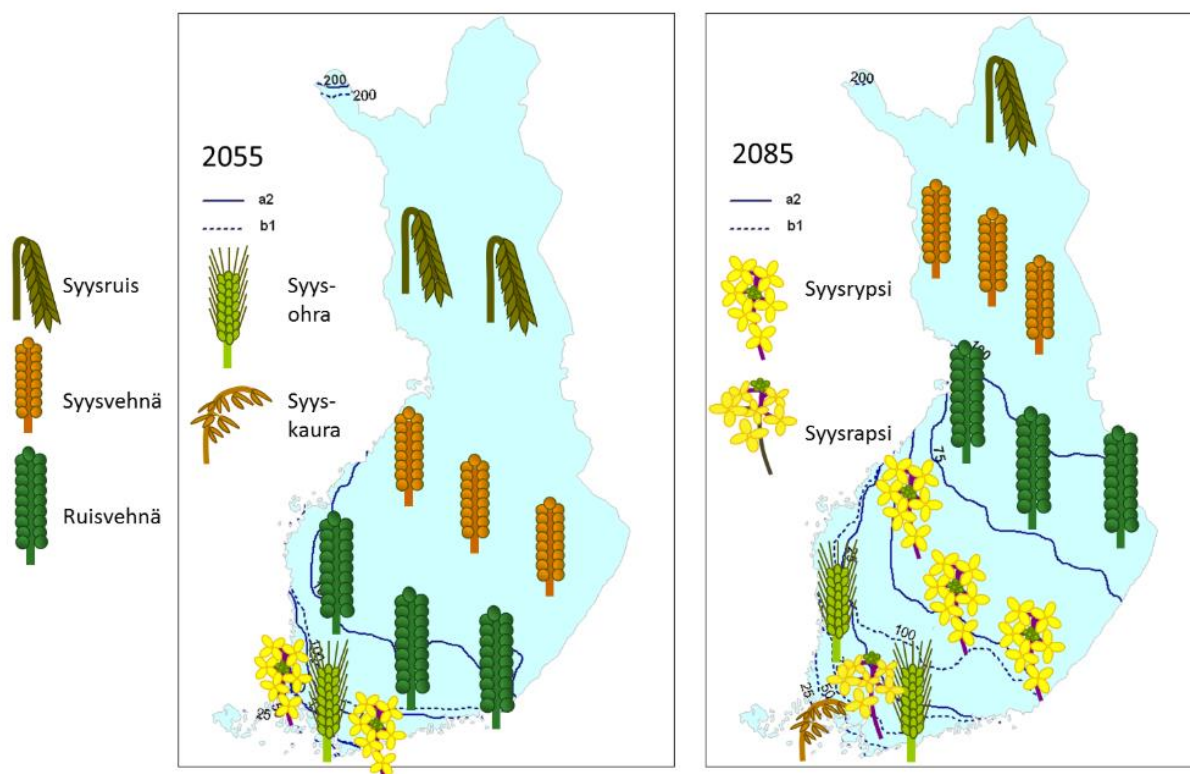 Syysruis
Syysvehnä
Ruisvehnä
200
200
2055
a2
b1
Syys-
ohra
Syys-
kaura
100
25
200
2085
a2
b1
Syysrypsi
Syysrapsi
75
100
25
50